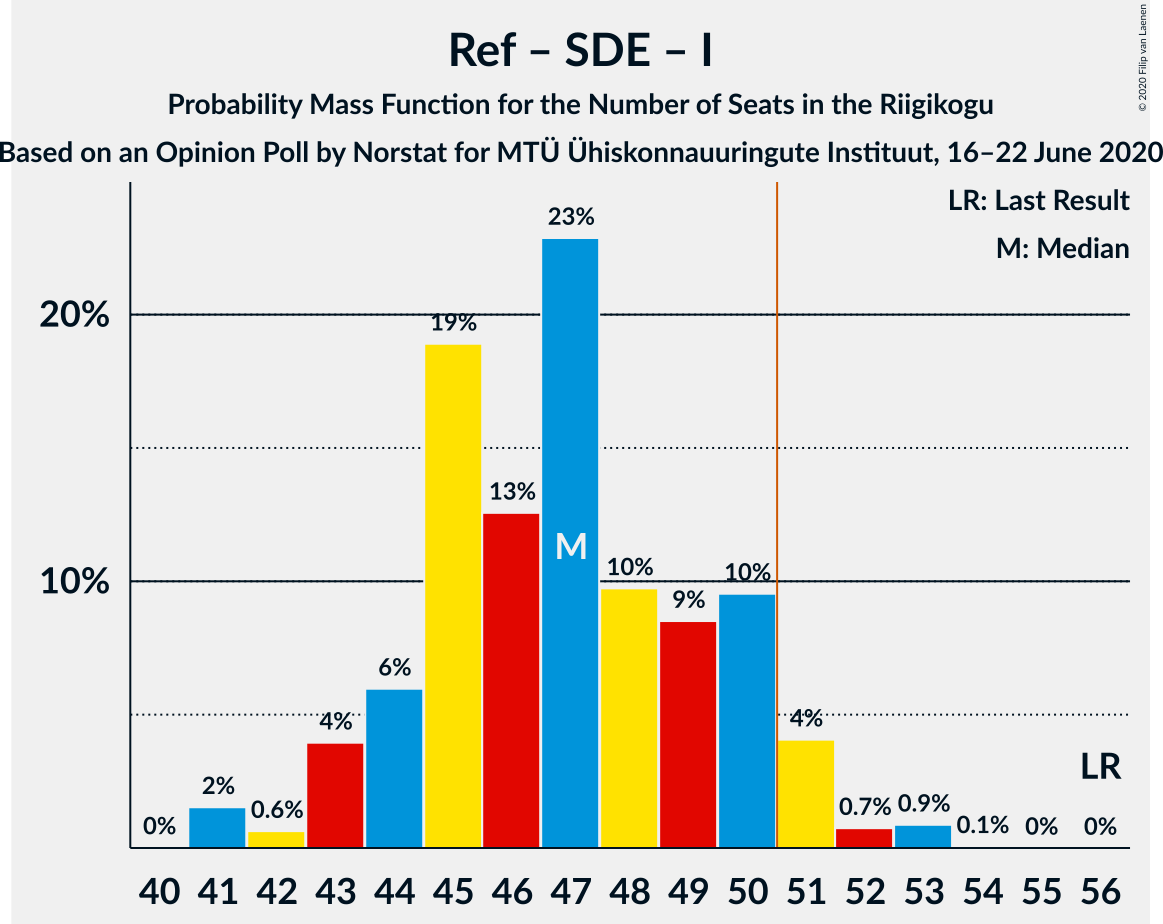 Ref – SDE – I
Probability Mass Function for the Number of Seats in the Riigikogu
Based on an Opinion Poll by Norstat for MTÜ Ühiskonnauuringute Instituut, 16–22 June 2020
© 2020 Filip van Laenen
LR: Last Result
M: Median
23%
20%
19%
13%
M
10%
10%
10%
9%
6%
4%
4%
LR
2%
0.6%
0.7%
0.9%
0%
0.1%
0%
0%
40 41 42 43 44 45 46 47 48 49 50 51 52 53 54 55 56